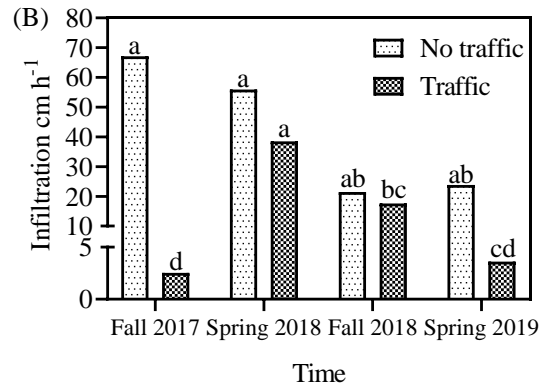 (B)
Infiltration cm h⁻¹
80
70
60
50
40
30
20
10
5
0
No traffic
Traffic
a
d
a
a
ab
bc
ab
cd
Fall 2017 Spring 2018 Fall 2018 Spring 2019
Time